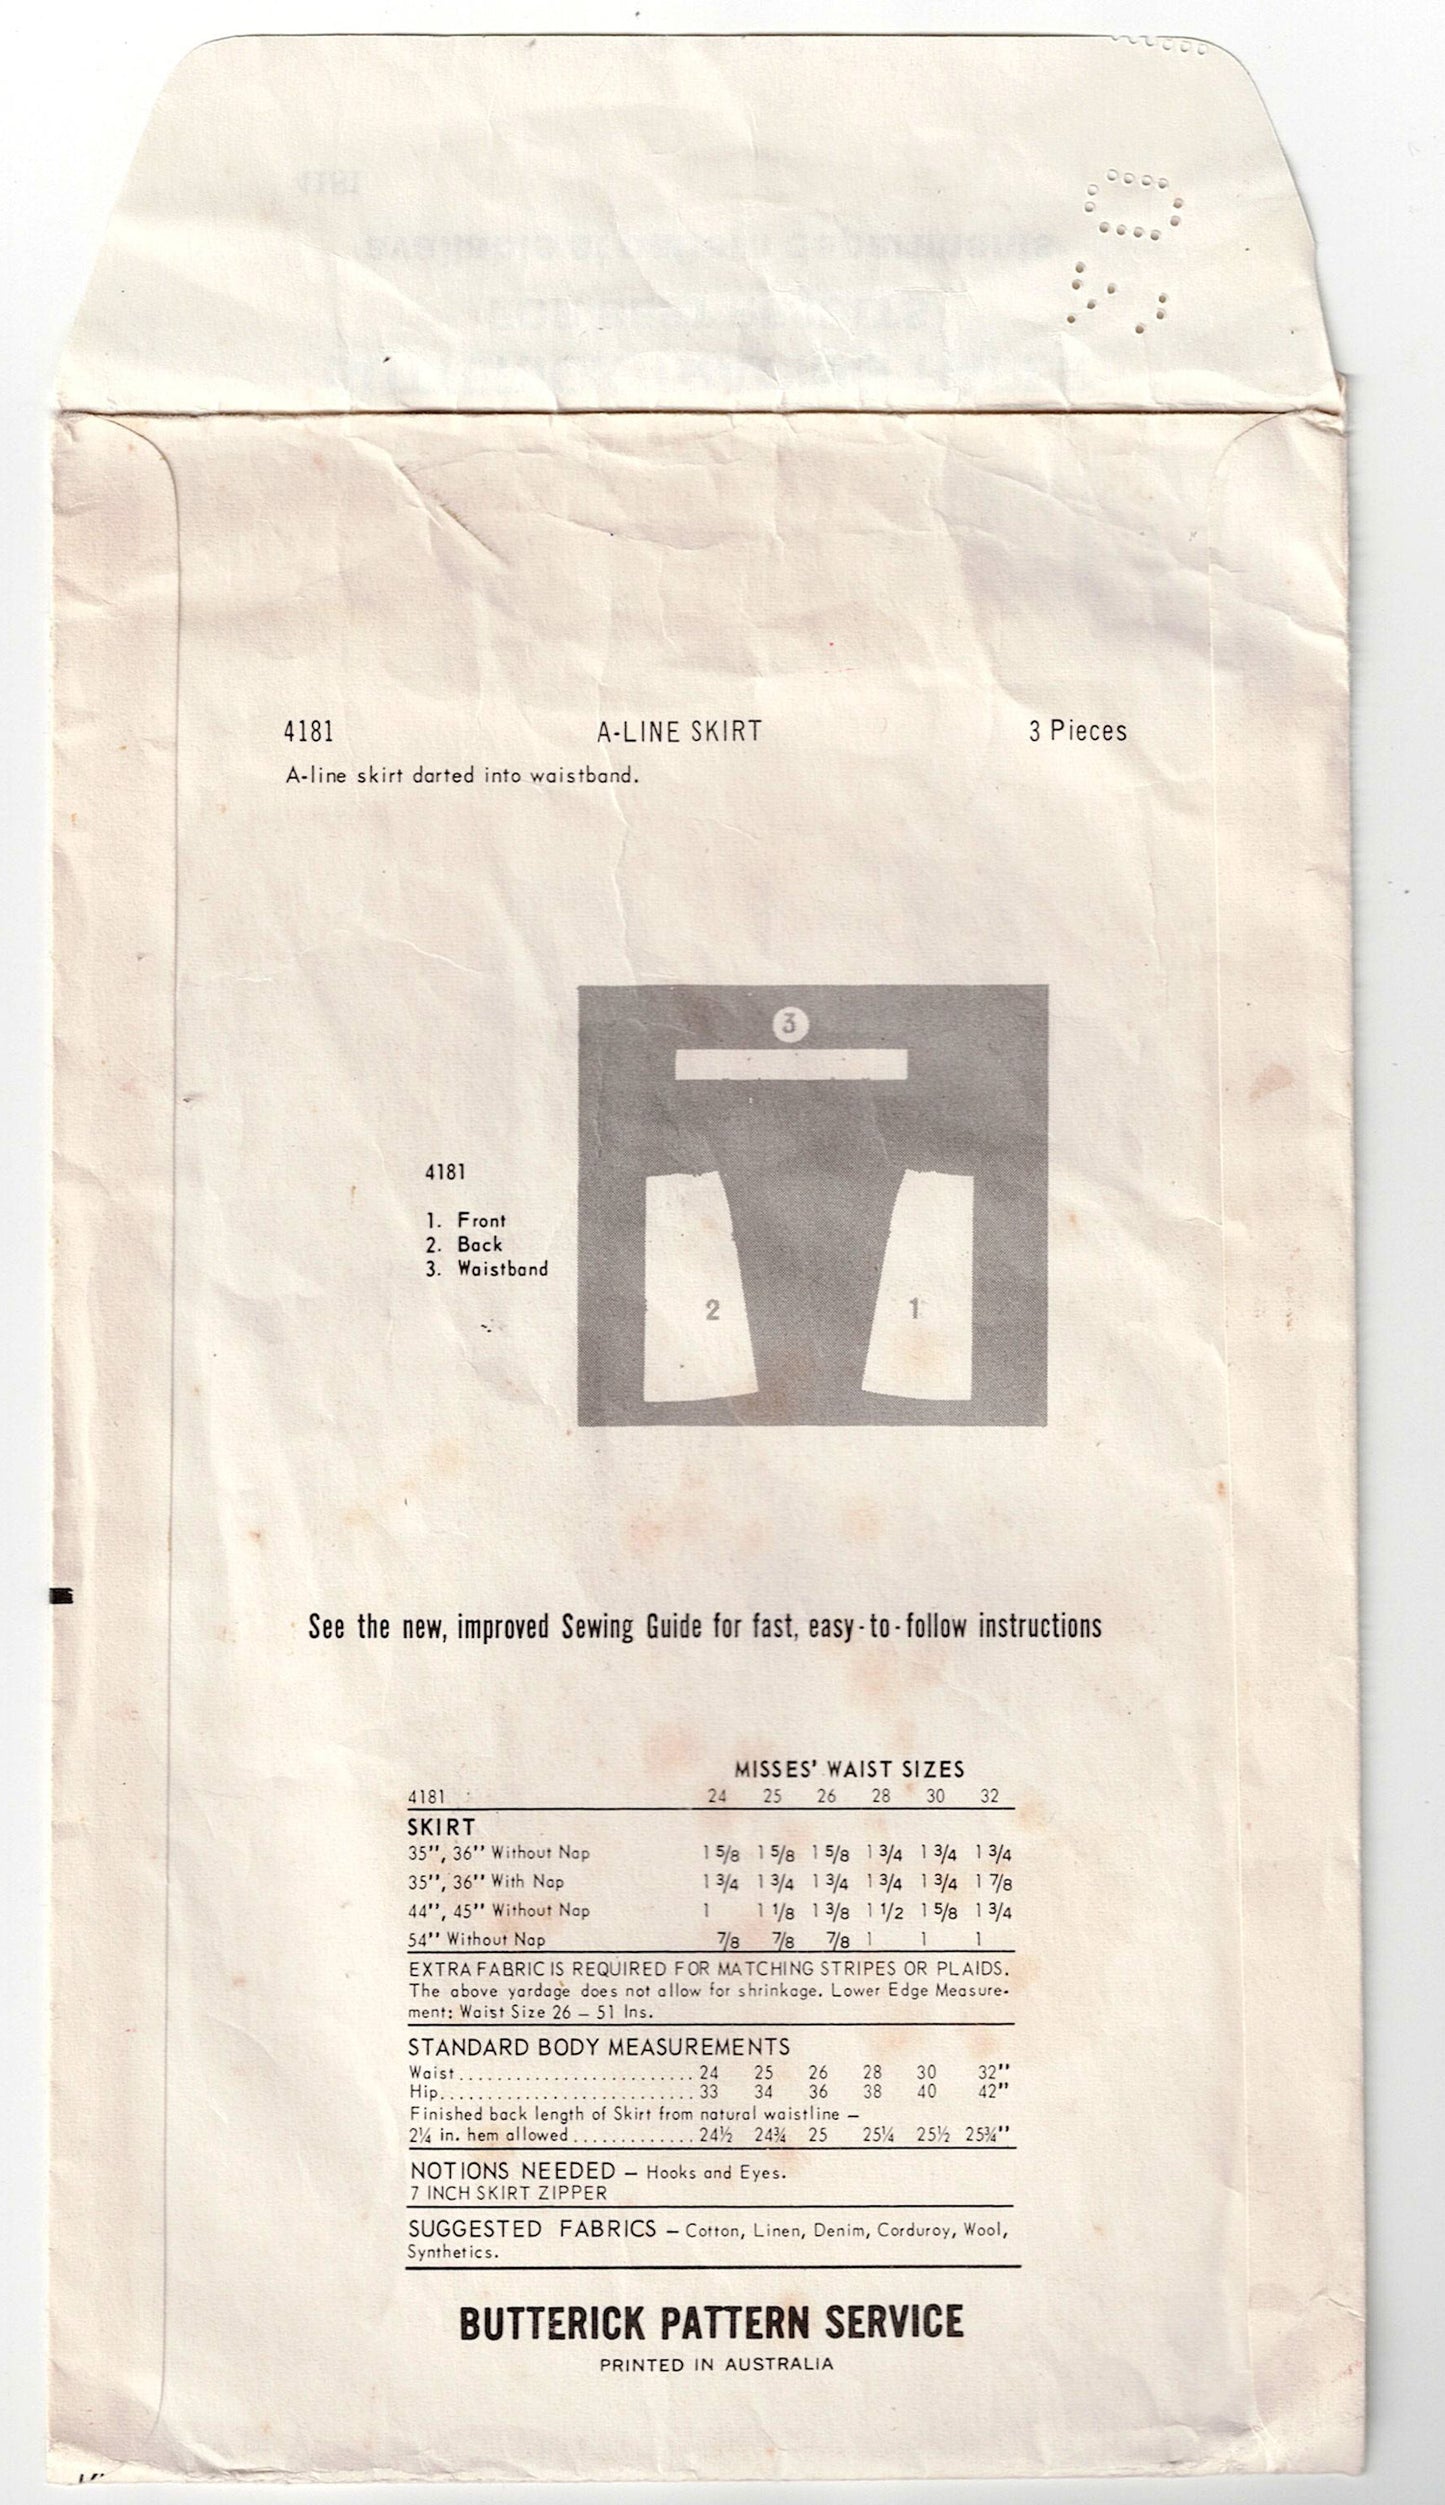 4181 A-LINE SKIRT 3 Pieces
A-line skirt darted into waistband.
3
4181
1. Front
2. Back
3. Waistband
2 1
See the new, improved Sewing Guide for fast, easy-to-follow instructions
MISSES' WAIST SIZES
4181 24 25 26 28 30 32
SKIRT
35", 36" Without Nap 1 5/8 1 5/8 1 5/8 1 3/4 1 3/4 1 3/4
35", 36" With Nap 1 3/4 1 3/4 1 3/4 1 3/4 1 3/4 1 7/8
44", 45" Without Nap 1 1 1/8 1 3/8 1 1/2 1 5/8 1 3/4
54" Without Nap 7/8 7/8 7/8 1 1 1
EXTRA FABRIC IS REQUIRED FOR MATCHING STRIPES OR PLAIDS.
The above yardage does not allow for shrinkage. Lower Edge Measure-
ment: Waist Size 26 – 51 Ins.
STANDARD BODY MEASUREMENTS
Waist.......................... 24 25 26 28 30 32"
Hip............................ 33 34 36 38 40 42"
Finished back length of Skirt from natural waistline –
2¼ in. hem allowed............. 24½ 24¾ 25 25¼ 25½ 25¾"
NOTIONS NEEDED – Hooks and Eyes.
7 INCH SKIRT ZIPPER
SUGGESTED FABRICS – Cotton, Linen, Denim, Corduroy, Wool,
Synthetics.
BUTTERICK PATTERN SERVICE
PRINTED IN AUSTRALIA